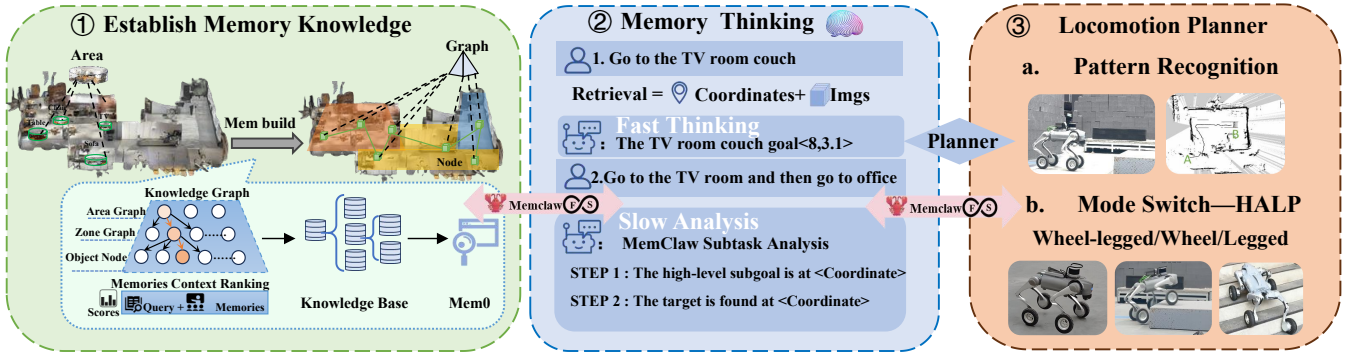 ① Establish Memory Knowledge
Area
Graph
Table
Sofa
TV
Mem build
Node
Knowledge Graph
Area Graph
Zone Graph
Object Node
Memories Context Ranking
Scores
Query +
Memories
Knowledge Base
Mem0
Memclaw F S
② Memory Thinking
1. Go to the TV room couch
Retrieval = Coordinates+ Imgs
Fast Thinking
: The TV room couch goal<8,3.1>
2.Go to the TV room and then go to office
Slow Analysis
: MemClaw Subtask Analysis
STEP 1 : The high-level subgoal is at <Coordinate>
STEP 2 : The target is found at <Coordinate>
Planner
Memclaw F S
③ Locomotion Planner
a. Pattern Recognition
A
B
b. Mode Switch—HALP
Wheel-legged/Wheel/Legged